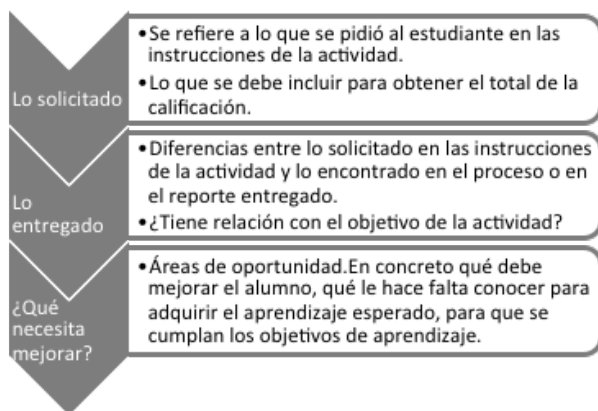 Lo solicitado
•Se refiere a lo que se pidió al estudiante en las
instrucciones de la actividad.
•Lo que se debe incluir para obtener el total de la
calificación.
Lo
entregado
•Diferencias entre lo solicitado en las instrucciones
de la actividad y lo encontrado en el proceso o en
el reporte entregado.
•¿Tiene relación con el objetivo de la actividad?
¿Qué
necesita
mejorar?
•Áreas de oportunidad.En concreto qué debe
mejorar el alumno, qué le hace falta conocer para
adquirir el aprendizaje esperado, para que se
cumplan los objetivos de aprendizaje.